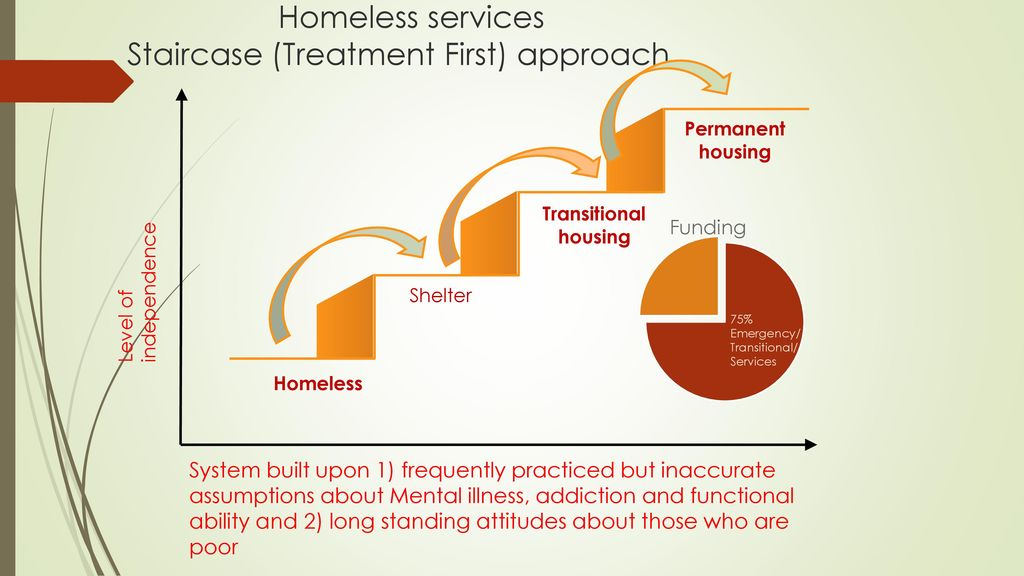 Homeless services
Staircase (Treatment First) approach
Permanent
housing
Transitional
housing
Funding
Level of
independence
Shelter
75%
Emergency/
Transitional/
Services
Homeless
System built upon 1) frequently practiced but inaccurate
assumptions about Mental illness, addiction and functional
ability and 2) long standing attitudes about those who are
poor